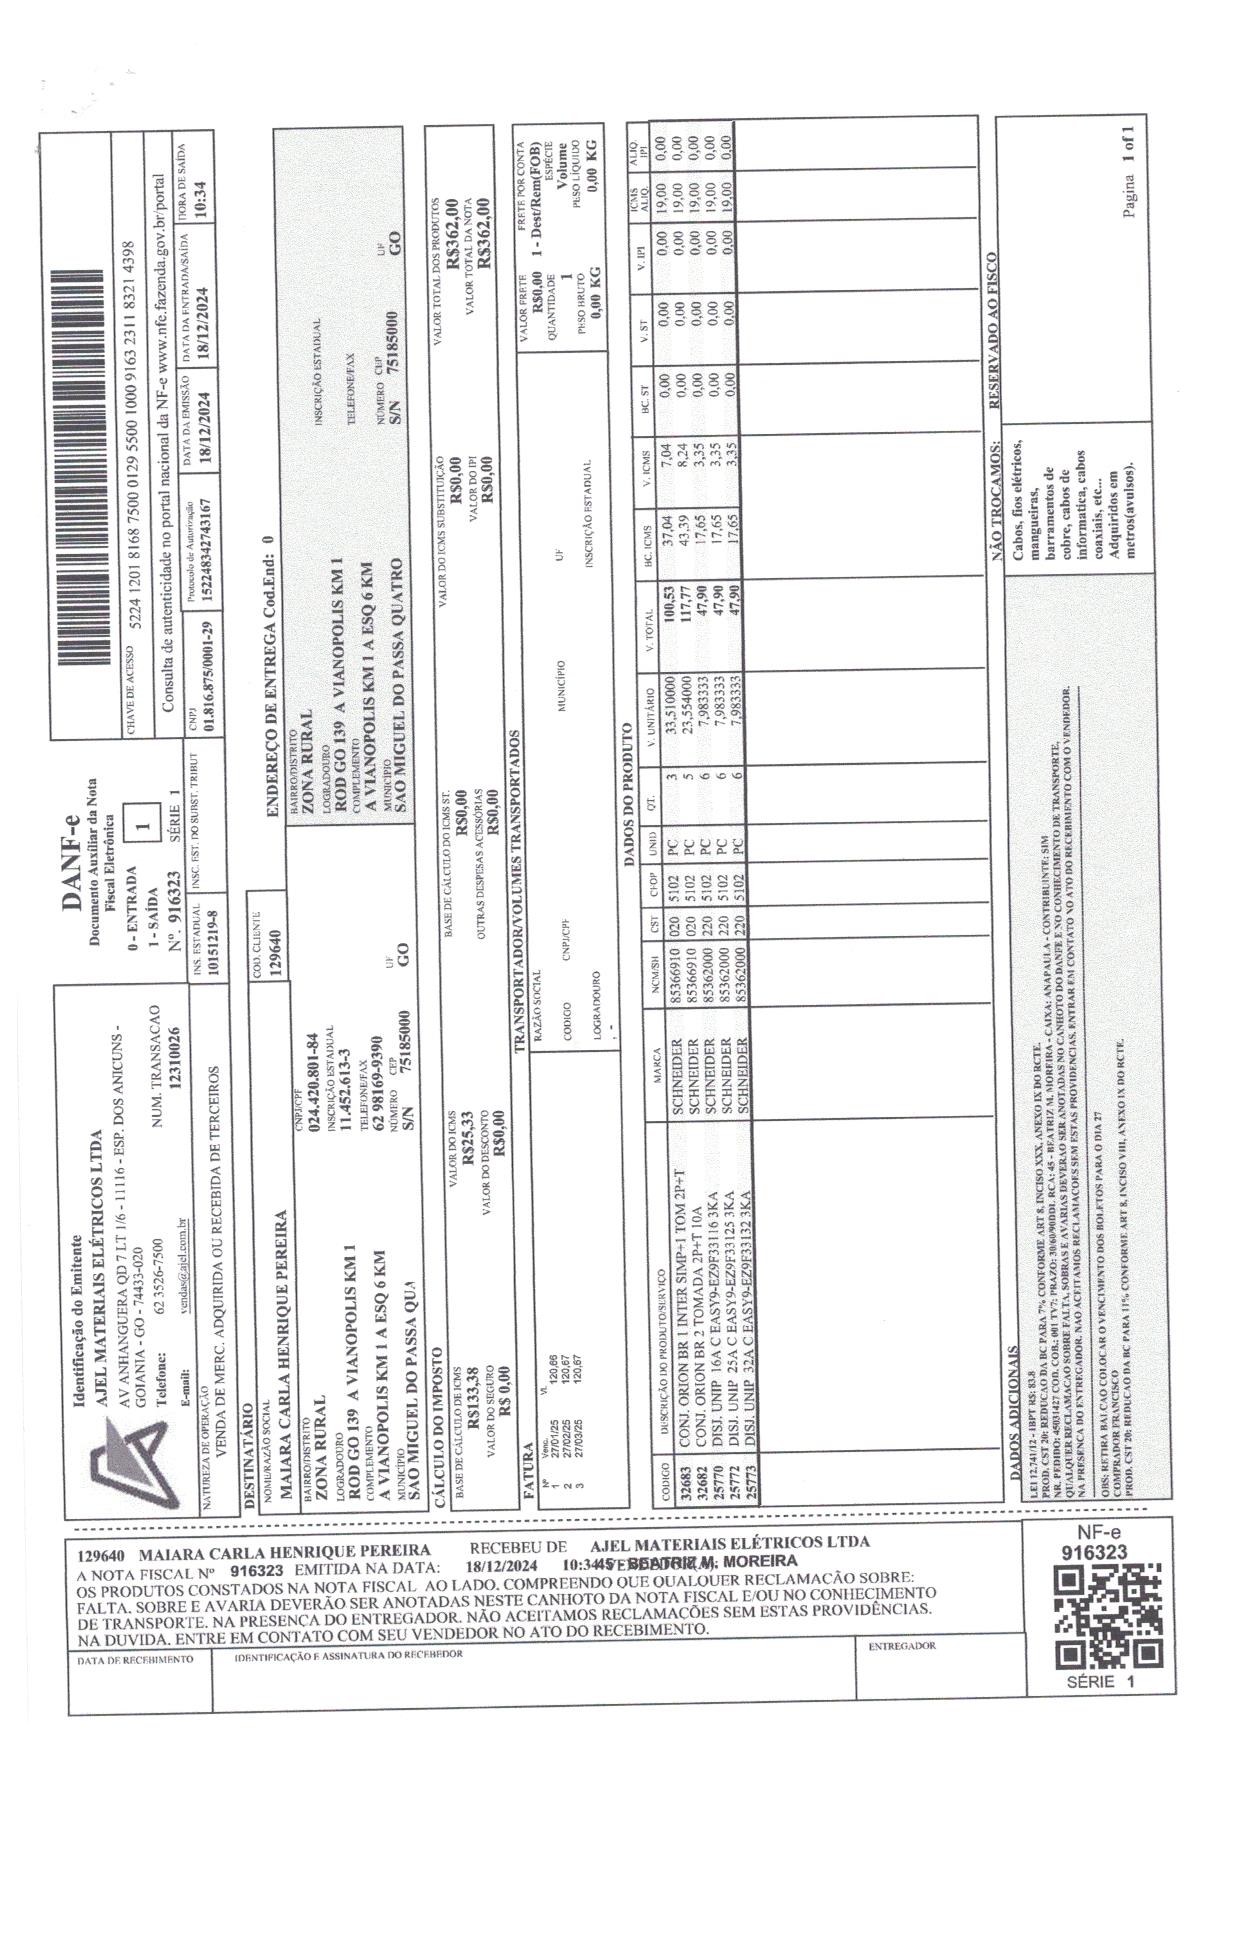 129640 MAIARA CARLA HENRIQUE PEREIRA RECEBEU DE AJEL MATERIAIS ELÉTRICOS LTDA
A NOTA FISCAL Nº 916323 EMITIDA NA DATA: 18/12/2024 10:34 45 - BEATRIZ M. MOREIRA
OS PRODUTOS CONSTADOS NA NOTA FISCAL AO LADO. COMPREENDO QUE QUALQUER RECLAMAÇÃO SOBRE:
FALTA. SOBRE E AVARIA DEVERÃO SER ANOTADAS NESTE CANHOTO DA NOTA FISCAL E/OU NO CONHECIMENTO
DE TRANSPORTE. NA PRESENÇA DO ENTREGADOR. NÃO ACEITAMOS RECLAMAÇÕES SEM ESTAS PROVIDÊNCIAS.
NA DUVIDA. ENTRE EM CONTATO COM SEU VENDEDOR NO ATO DO RECEBIMENTO.
DATA DE RECEBIMENTO IDENTIFICAÇÃO E ASSINATURA DO RECEBEDOR ENTREGADOR
NF-e
916323
SÉRIE 1
Identificação do Emitente
AJEL MATERIAIS ELÉTRICOS LTDA
AV ANHANGUERA QD 7 LT 1/6 - 11116 - ESP. DOS ANICUNS -
GOIANIA - GO - 74433-020
Telefone: 62 3526-7500 NUM. TRANSACAO
E-mail: vendas@ajel.com.br 12310026
DANF-e
Documento Auxíliar da Nota
Fiscal Eletrônica
0 - ENTRADA
1 - SAÍDA
1
Nº. 916323 SÉRIE 1
CHAVE DE ACESSO 5224 1201 8168 7500 0129 5500 1000 9163 2311 8321 4398
Consulta de autenticidade no portal nacional da NF-e www.nfe.fazenda.gov.br/portal
NATUREZA DE OPERAÇÃO INS. ESTADUAL INSC. EST. DO SUBST. TRIBUT CNPJ Protocolo de Autorização DATA DA EMISSÃO DATA DA ENTRADA/SAÍDA HORA DE SAÍDA
VENDA DE MERC. ADQUIRIDA OU RECEBIDA DE TERCEIROS 10151219-8 01.816.875/0001-29 152248342743167 18/12/2024 18/12/2024 10:34
DESTINATÁRIO
NOME/RAZÃO SOCIAL COD. CLIENTE
MAIARA CARLA HENRIQUE PEREIRA 129640
BAIRRO/DISTRITO CNPJ/CPF
ZONA RURAL 024.420.801-84
LOGRADOURO INSCRIÇÃO ESTADUAL
ROD GO 139 A VIANOPOLIS KM 1 11.452.613-3
COMPLEMENTO TELEFONE/FAX
A VIANOPOLIS KM 1 A ESQ 6 KM 62 98169-9390
MUNICÍPIO NÚMERO CEP UF
SAO MIGUEL DO PASSA QUA S/N 75185000 GO
ENDEREÇO DE ENTREGA Cod.End: 0
BAIRRO/DISTRITO
ZONA RURAL INSCRIÇÃO ESTADUAL
LOGRADOURO
ROD GO 139 A VIANOPOLIS KM 1 TELEFONE/FAX
COMPLEMENTO
A VIANOPOLIS KM 1 A ESQ 6 KM
MUNICÍPIO NÚMERO CEP UF
SAO MIGUEL DO PASSA QUATRO S/N 75185000 GO
CÁLCULO DO IMPOSTO
BASE DE CÁLCULO DE ICMS VALOR DO ICMS BASE DE CÁLCULO DO ICMS ST. VALOR DO ICMS SUBSTITUIÇÃO VALOR TOTAL DOS PRODUTOS
R$133,38 R$25,33 R$0,00 R$0,00 R$362,00
VALOR DO SEGURO VALOR DO DESCONTO OUTRAS DESPESAS ACESSÓRIAS VALOR DO IPI VALOR TOTAL DA NOTA
R$ 0,00 R$0,00 R$0,00 R$0,00 R$362,00
FATURA
Nº Venc. Vl.
1 27/01/25 120,66
2 27/02/25 120,67
3 27/03/25 120,67
TRANSPORTADOR/VOLUMES TRANSPORTADOS
RAZÃO SOCIAL VALOR FRETE FRETE POR CONTA
R$0,00 1 - Dest/Rem(FOB)
CODIGO CNPJ/CPF MUNICÍPIO UF QUANTIDADE ESPÉCIE
1 Volume
LOGRADOURO INSCRIÇÃO ESTADUAL PESO BRUTO PESO LÍQUIDO
, - 0,00 KG 0,00 KG
DADOS DO PRODUTO
CODIGO DESCRIÇÃO DO PRODUTO/SERVIÇO MARCA NCM/SH CST CFOP UNID QT. V. UNITÁRIO V. TOTAL BC. ICMS V. ICMS BC. ST V. ST V. IPI ICMS ALIQ. ALIQ. IPI
32683 CONJ. ORION BR 1 INTER SIMP+1 TOM 2P+T SCHNEIDER 85366910 020 5102 PC 3 33,510000 100,53 37,04 7,04 0,00 0,00 0,00 19,00 0,00
32682 CONJ. ORION BR 2 TOMADA 2P+T 10A SCHNEIDER 85366910 020 5102 PC 5 23,554000 117,77 43,39 8,24 0,00 0,00 0,00 19,00 0,00
25770 DISJ. UNIP 16A C EASY9-EZ9F33116 3KA SCHNEIDER 85362000 220 5102 PC 6 7,983333 47,90 17,65 3,35 0,00 0,00 0,00 19,00 0,00
25772 DISJ. UNIP 25A C EASY9-EZ9F33125 3KA SCHNEIDER 85362000 220 5102 PC 6 7,983333 47,90 17,65 3,35 0,00 0,00 0,00 19,00 0,00
25773 DISJ. UNIP 32A C EASY9-EZ9F33132 3KA SCHNEIDER 85362000 220 5102 PC 6 7,983333 47,90 17,65 3,35 0,00 0,00 0,00 19,00 0,00
DADOS ADICIONAIS
LEI 12.741/12 - IBPT R$: 83.8
PROD. CST 20: REDUCAO DA BC PARA 7% CONFORME ART 8, INCISO XXX, ANEXO IX DO RCTE.
NR. PEDIDO: 45031427 COD. COB.: 001 TV7: PRAZO: 30/60/90DDL RCA: 45 - BEATRIZ M. MOREIRA - CAIXA: ANAPAULA - CONTRIBUINTE: SIM
QUALQUER RECLAMACAO SOBRE FALTA, SOBRAS E AVARIAS DEVERAO SER ANOTADAS NO CANHOTO DO DANFE E NO CONHECIMENTO DE TRANSPORTE,
NA PRESENCA DO ENTREGADOR. NAO ACEITAMOS RECLAMACOES SEM ESTAS PROVIDENCIAS. ENTRAR EM CONTATO NO ATO DO RECEBIMENTO COM O VENDEDOR.
OBS: RETIRA BALCAO COLOCAR O VENCIMENTO DOS BOLETOS PARA O DIA 27
COMPRADOR FRANCISCO
PROD. CST 20: REDUCAO DA BC PARA 11% CONFORME ART 8, INCISO VIII, ANEXO IX DO RCTE.
NÃO TROCAMOS:
Cabos, fios elétricos,
mangueiras,
barramentos de
cobre, cabos de
informatica, cabos
coaxiais, etc...
Adquiridos em
metros(avulsos).
RESERVADO AO FISCO
Pagina 1 of 1